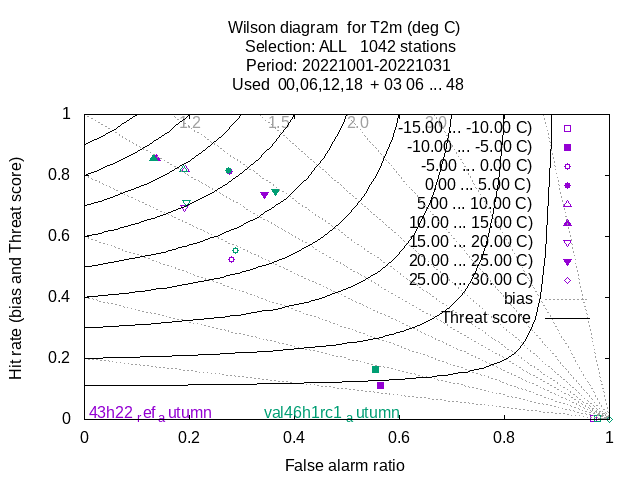 Wilson diagram for T2m (deg C)
Selection: ALL 1042 stations
Period: 20221001-20221031
Used 00,06,12,18 + 03 06 ... 48
1.2 1.5 2.0 3.0
-15.00 ... -10.00 C)
-10.00 ... -5.00 C)
-5.00 ... 0.00 C)
0.00 ... 5.00 C)
5.00 ... 10.00 C)
10.00 ... 15.00 C)
15.00 ... 20.00 C)
20.00 ... 25.00 C)
25.00 ... 30.00 C)
bias
Threat score
Hit rate (bias and Threat score)
1
0.8
0.6
0.4
0.2
0
43h22_ref_autumn val46h1rc1_autumn
0 0.2 0.4 0.6 0.8 1
False alarm ratio